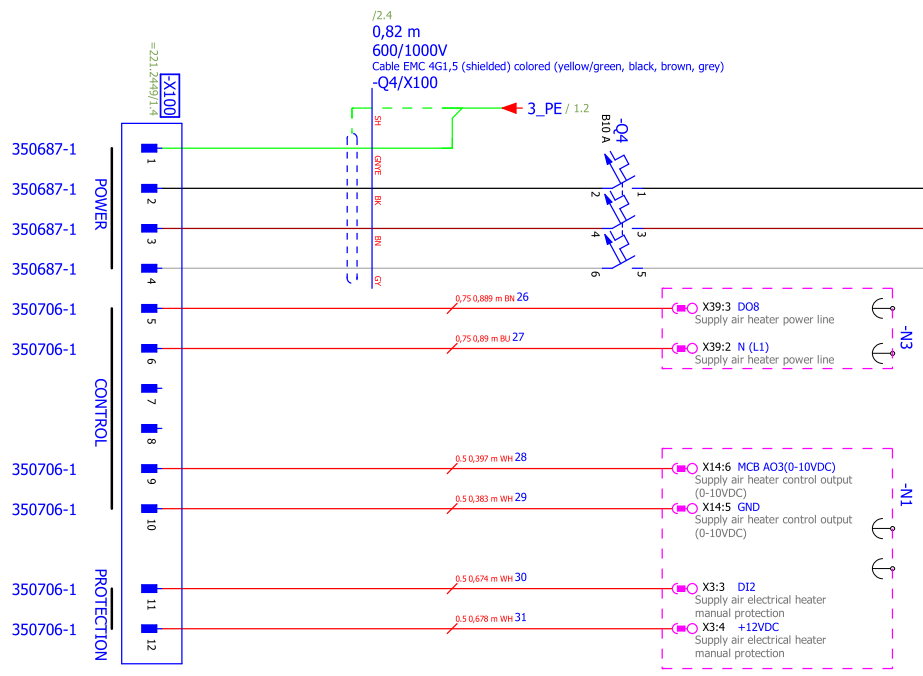 /2.4
0,82 m
600/1000V
Cable EMC 4G1,5 (shielded) colored (yellow/green, black, brown, grey)
-Q4/X100
=221.2449/1.4
-X100
3_PE / 1.2
SH
GNYE
BK
BN
GY
-Q4
B10 A
350687-1
1
350687-1
2
2
1
350687-1
3
4
3
350687-1
4
6
5
POWER
350706-1
5
0,75 0,889 m BN 26
X39:3 DO8
Supply air heater power line
350706-1
6
0,75 0,89 m BU 27
X39:2 N (L1)
Supply air heater power line
-N3
7
CONTROL
8
350706-1
9
0.5 0,397 m WH 28
X14:6 MCB AO3(0-10VDC)
Supply air heater control output
(0-10VDC)
-N1
350706-1
10
0.5 0,383 m WH 29
X14:5 GND
Supply air heater control output
(0-10VDC)
350706-1
11
0.5 0,674 m WH 30
X3:3 DI2
Supply air electrical heater
manual protection
PROTECTION
350706-1
12
0.5 0,678 m WH 31
X3:4 +12VDC
Supply air electrical heater
manual protection